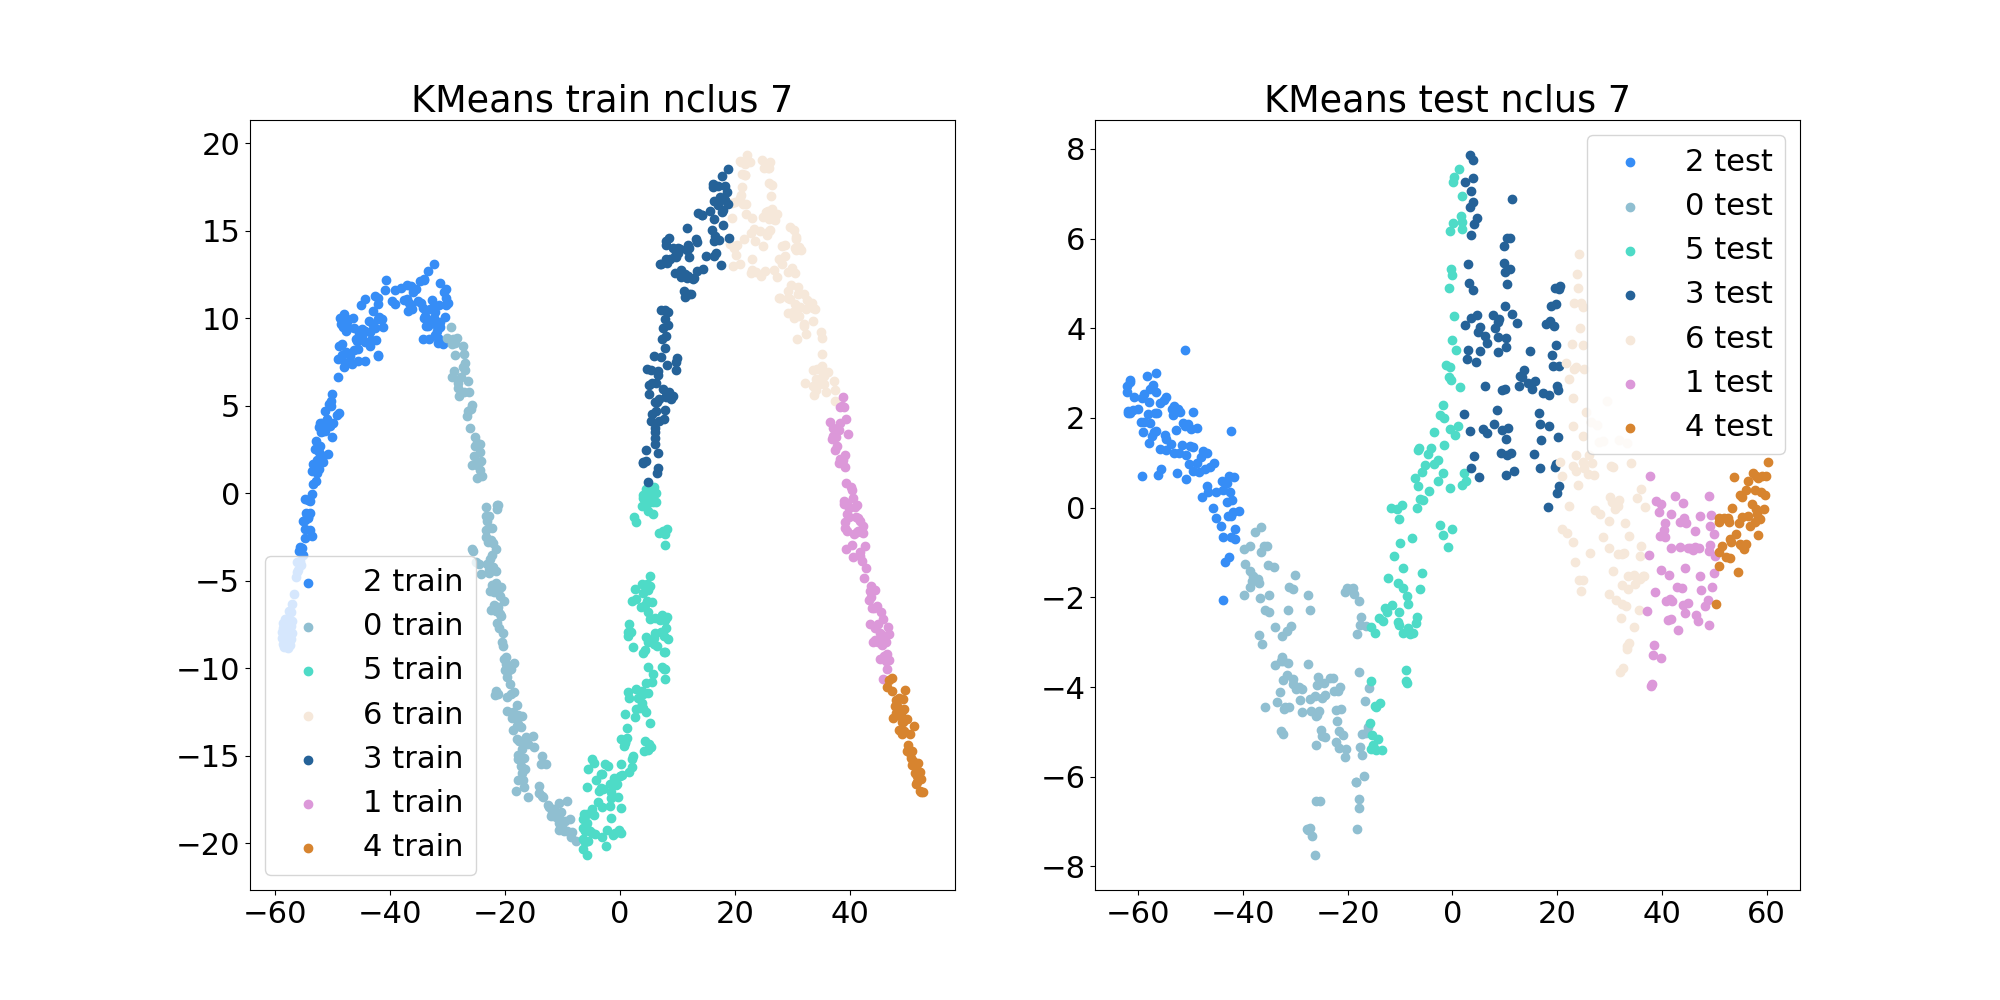 KMeans train nclus 7
20
15
10
5
0
−5
−10
−15
−20
−60
−40
−20
0
20
40
2 train
0 train
5 train
6 train
3 train
1 train
4 train
KMeans test nclus 7
8
6
4
2
0
−2
−4
−6
−8
−60
−40
−20
0
20
40
60
2 test
0 test
5 test
3 test
6 test
1 test
4 test